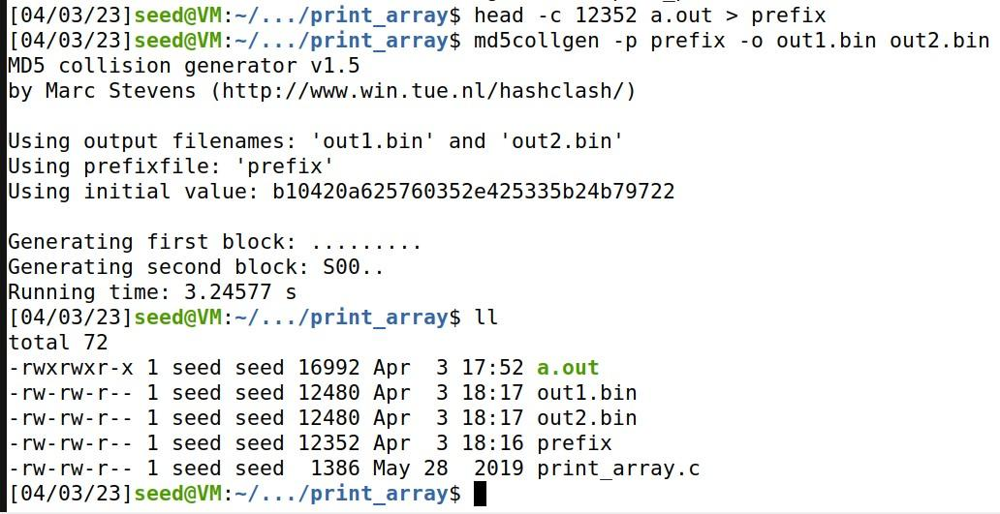 [04/03/23]seed@VM:~/.../print_array$ head -c 12352 a.out > prefix
[04/03/23]seed@VM:~/.../print_array$ md5collgen -p prefix -o out1.bin out2.bin
MD5 collision generator v1.5
by Marc Stevens (http://www.win.tue.nl/hashclash/)

Using output filenames: 'out1.bin' and 'out2.bin'
Using prefixfile: 'prefix'
Using initial value: b10420a625760352e425335b24b79722

Generating first block: .........
Generating second block: S00..
Running time: 3.24577 s
[04/03/23]seed@VM:~/.../print_array$ ll
total 72
-rwxrwxr-x 1 seed seed 16992 Apr  3 17:52 a.out
-rw-rw-r-- 1 seed seed 12480 Apr  3 18:17 out1.bin
-rw-rw-r-- 1 seed seed 12480 Apr  3 18:17 out2.bin
-rw-rw-r-- 1 seed seed 12352 Apr  3 18:16 prefix
-rw-rw-r-- 1 seed seed  1386 May 28  2019 print_array.c
[04/03/23]seed@VM:~/.../print_array$